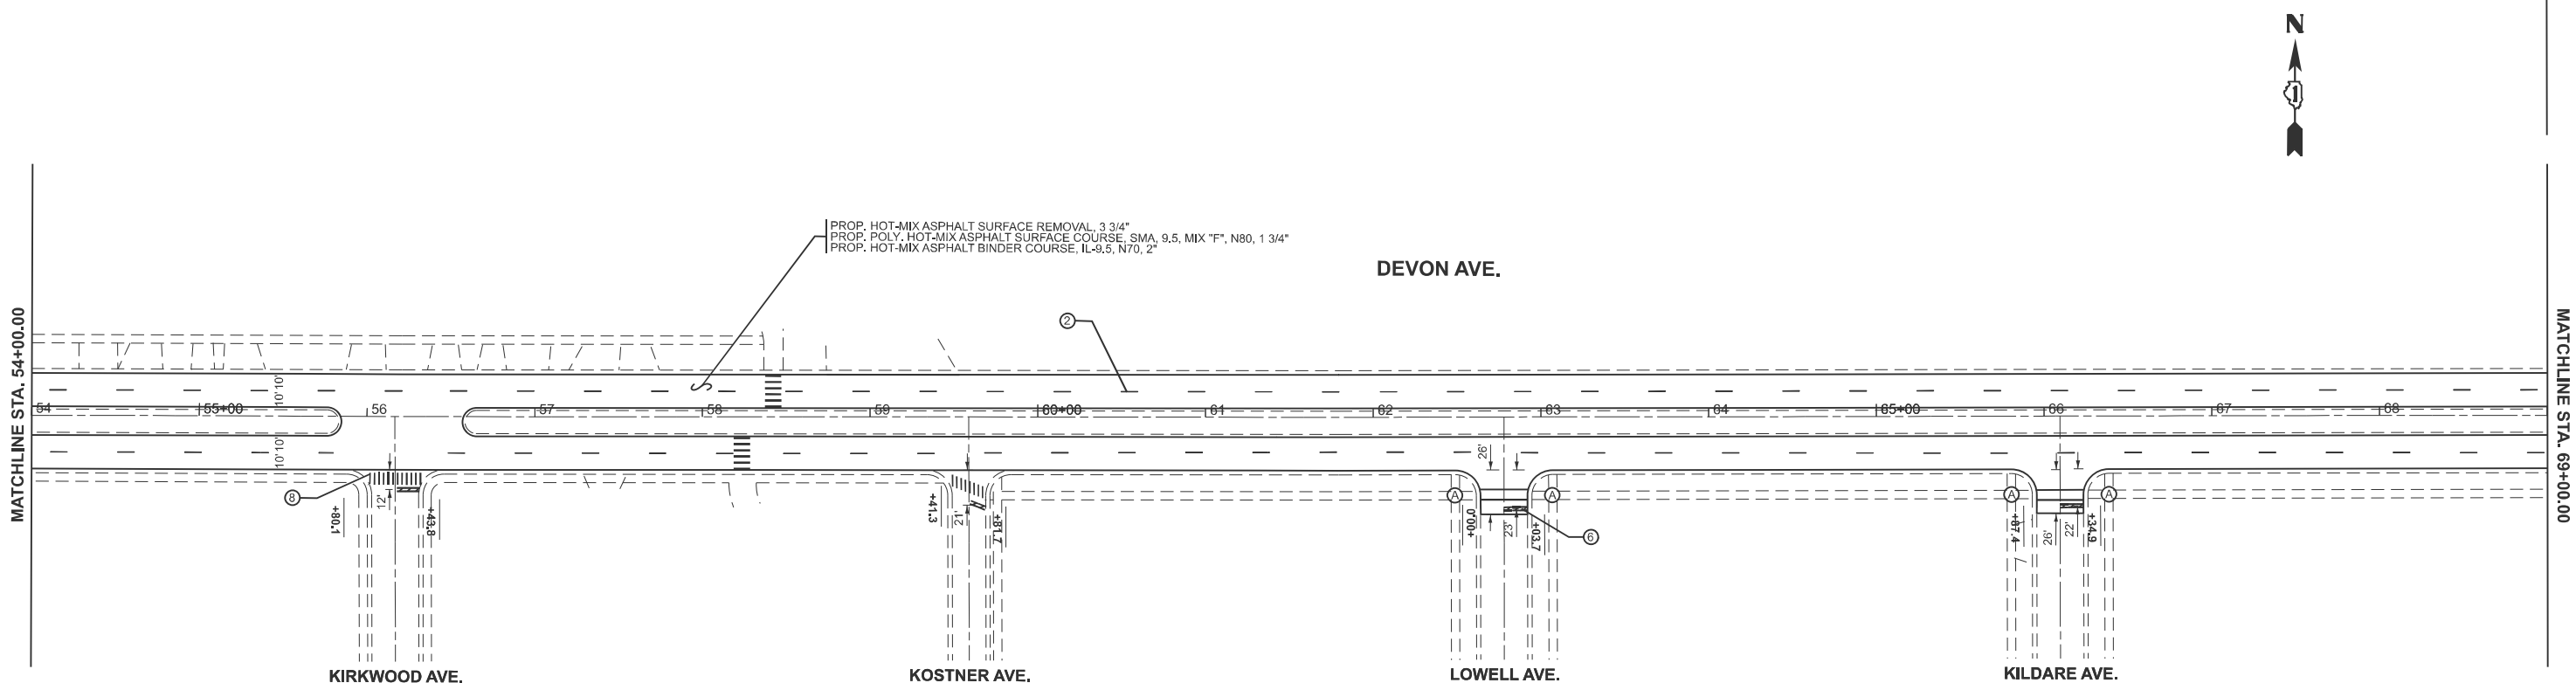 N
1
PROP. HOT-MIX ASPHALT SURFACE REMOVAL, 3 3/4"
PROP. POLY. HOT-MIX ASPHALT SURFACE COURSE, SMA, 9.5, MIX "F", N80, 1 3/4"
PROP. HOT-MIX ASPHALT BINDER COURSE, IL-9.5, N70, 2"
DEVON AVE.
MATCHLINE STA. 54+00.00
MATCHLINE STA. 69+00.00
2
10' 10'
54 55+00 56 57 58 59 60+00 61 62 63 64 65+00 66 67 68
10' 10'
26'
8
12'
+80.1
+43.8
+41.3
21'
+81.7
A
A
+00.0
23'
+03.7
6
A
A
+87.4
26'
22'
+34.9
KIRKWOOD AVE.
KOSTNER AVE.
LOWELL AVE.
KILDARE AVE.